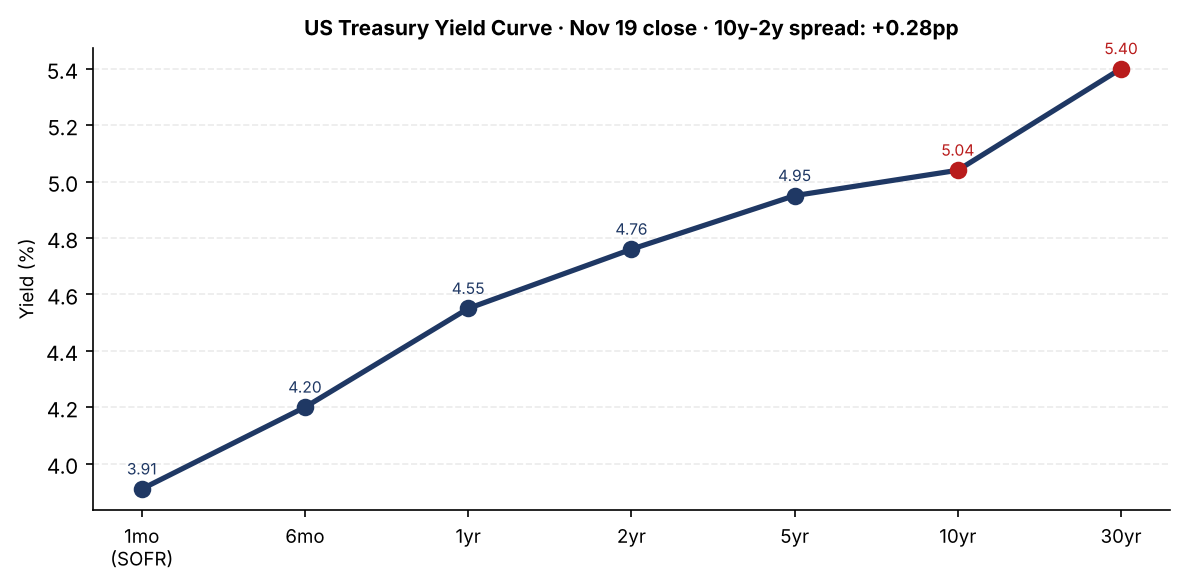 US Treasury Yield Curve · Nov 19 close · 10y-2y spread: +0.28pp
Yield (%)
5.4
5.2
5.0
4.8
4.6
4.4
4.2
4.0
3.91
4.20
4.55
4.76
4.95
5.04
5.40
1mo
(SOFR)
6mo
1yr
2yr
5yr
10yr
30yr